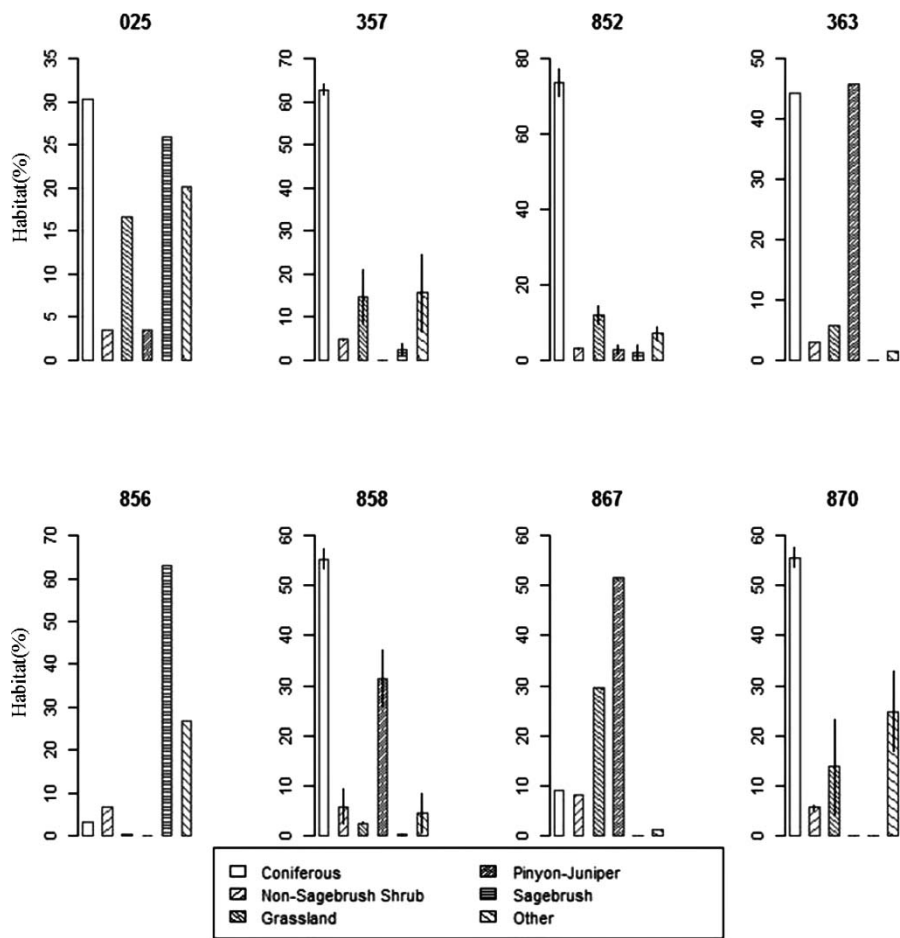 025
357
852
363
Habitat(%)
0 5 10 15 20 25 30 35
0 10 20 30 40 50 60 70
0 20 40 60 80
0 10 20 30 40 50
856
858
867
870
Habitat(%)
0 10 20 30 40 50 60 70
0 10 20 30 40 50 60
0 10 20 30 40 50 60
0 10 20 30 40 50 60
Coniferous
Non-Sagebrush Shrub
Grassland
Pinyon-Juniper
Sagebrush
Other